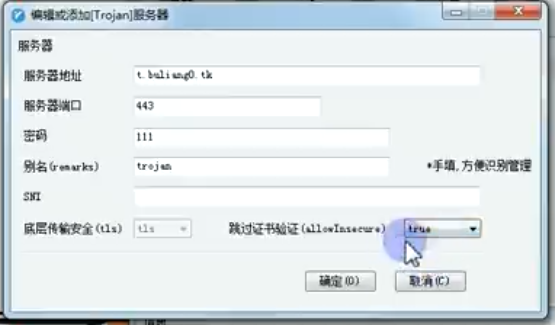 编辑或添加[Trojan]服务器
服务器
服务器地址 t.buliang0.tk
服务器端口 443
密码 111
别名(remarks) trojan *手填,方便识别管理
SNI
底层传输安全(tls) tls 跳过证书验证(allowInsecure) true
确定(O) 取消(C)